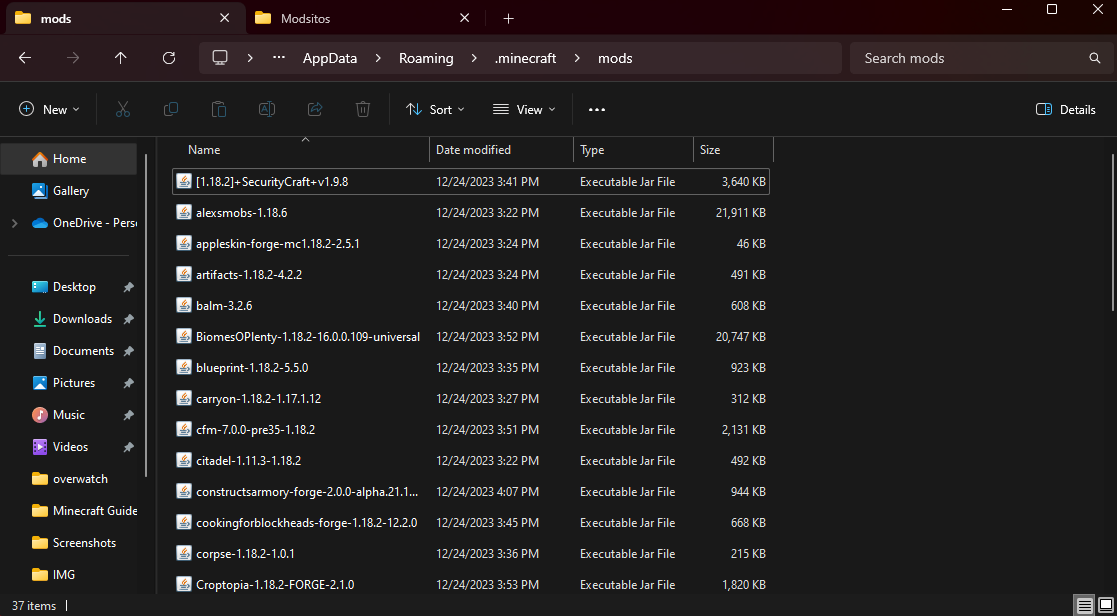 mods
Modsitos
AppData
Roaming
.minecraft
mods
Search mods
New
Sort
View
Details
Home
Gallery
OneDrive - Perso
Desktop
Downloads
Documents
Pictures
Music
Videos
overwatch
Minecraft Guide
Screenshots
IMG
Name Date modified Type Size
[1.18.2]+SecurityCraft+v1.9.8 12/24/2023 3:41 PM Executable Jar File 3,640 KB
alexsmobs-1.18.6 12/24/2023 3:22 PM Executable Jar File 21,911 KB
appleskin-forge-mc1.18.2-2.5.1 12/24/2023 3:24 PM Executable Jar File 46 KB
artifacts-1.18.2-4.2.2 12/24/2023 3:24 PM Executable Jar File 491 KB
balm-3.2.6 12/24/2023 3:40 PM Executable Jar File 608 KB
BiomesOPlenty-1.18.2-16.0.0.109-universal 12/24/2023 3:52 PM Executable Jar File 20,747 KB
blueprint-1.18.2-5.5.0 12/24/2023 3:35 PM Executable Jar File 923 KB
carryon-1.18.2-1.17.1.12 12/24/2023 3:27 PM Executable Jar File 312 KB
cfm-7.0.0-pre35-1.18.2 12/24/2023 3:51 PM Executable Jar File 2,131 KB
citadel-1.11.3-1.18.2 12/24/2023 3:22 PM Executable Jar File 492 KB
constructsarmory-forge-2.0.0-alpha.21.1... 12/24/2023 4:07 PM Executable Jar File 944 KB
cookingforblockheads-forge-1.18.2-12.2.0 12/24/2023 3:45 PM Executable Jar File 668 KB
corpse-1.18.2-1.0.1 12/24/2023 3:36 PM Executable Jar File 215 KB
Croptopia-1.18.2-FORGE-2.1.0 12/24/2023 3:53 PM Executable Jar File 1,820 KB
37 items